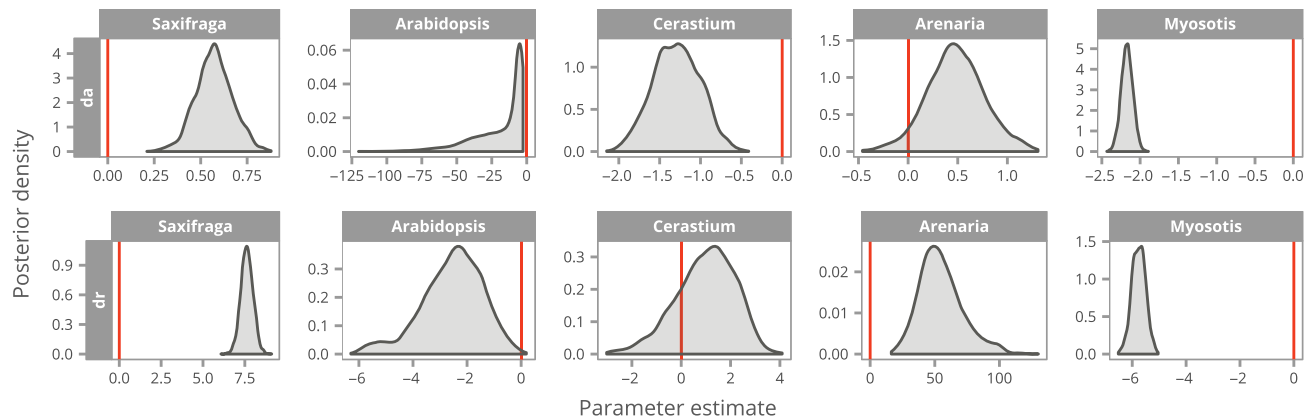 Posterior density
Saxifraga Arabidopsis Cerastium Arenaria Myosotis
da
4 3 2 1 0
0.00 0.25 0.50 0.75
0.06 0.04 0.02 0.00
−125 −100 −75 −50 −25 0
1.0 0.5 0.0
−2.0 −1.5 −1.0 −0.5 0.0
1.5 1.0 0.5 0.0
−0.5 0.0 0.5 1.0
5 4 3 2 1 0
−2.5 −2.0 −1.5 −1.0 −0.5 0.0
Saxifraga Arabidopsis Cerastium Arenaria Myosotis
dr
0.9 0.6 0.3 0.0
0.0 2.5 5.0 7.5
0.3 0.2 0.1 0.0
−6 −4 −2 0
0.3 0.2 0.1 0.0
−2 0 2 4
0.02 0.01 0.00
0 50 100
1.5 1.0 0.5 0.0
−6 −4 −2 0
Parameter estimate